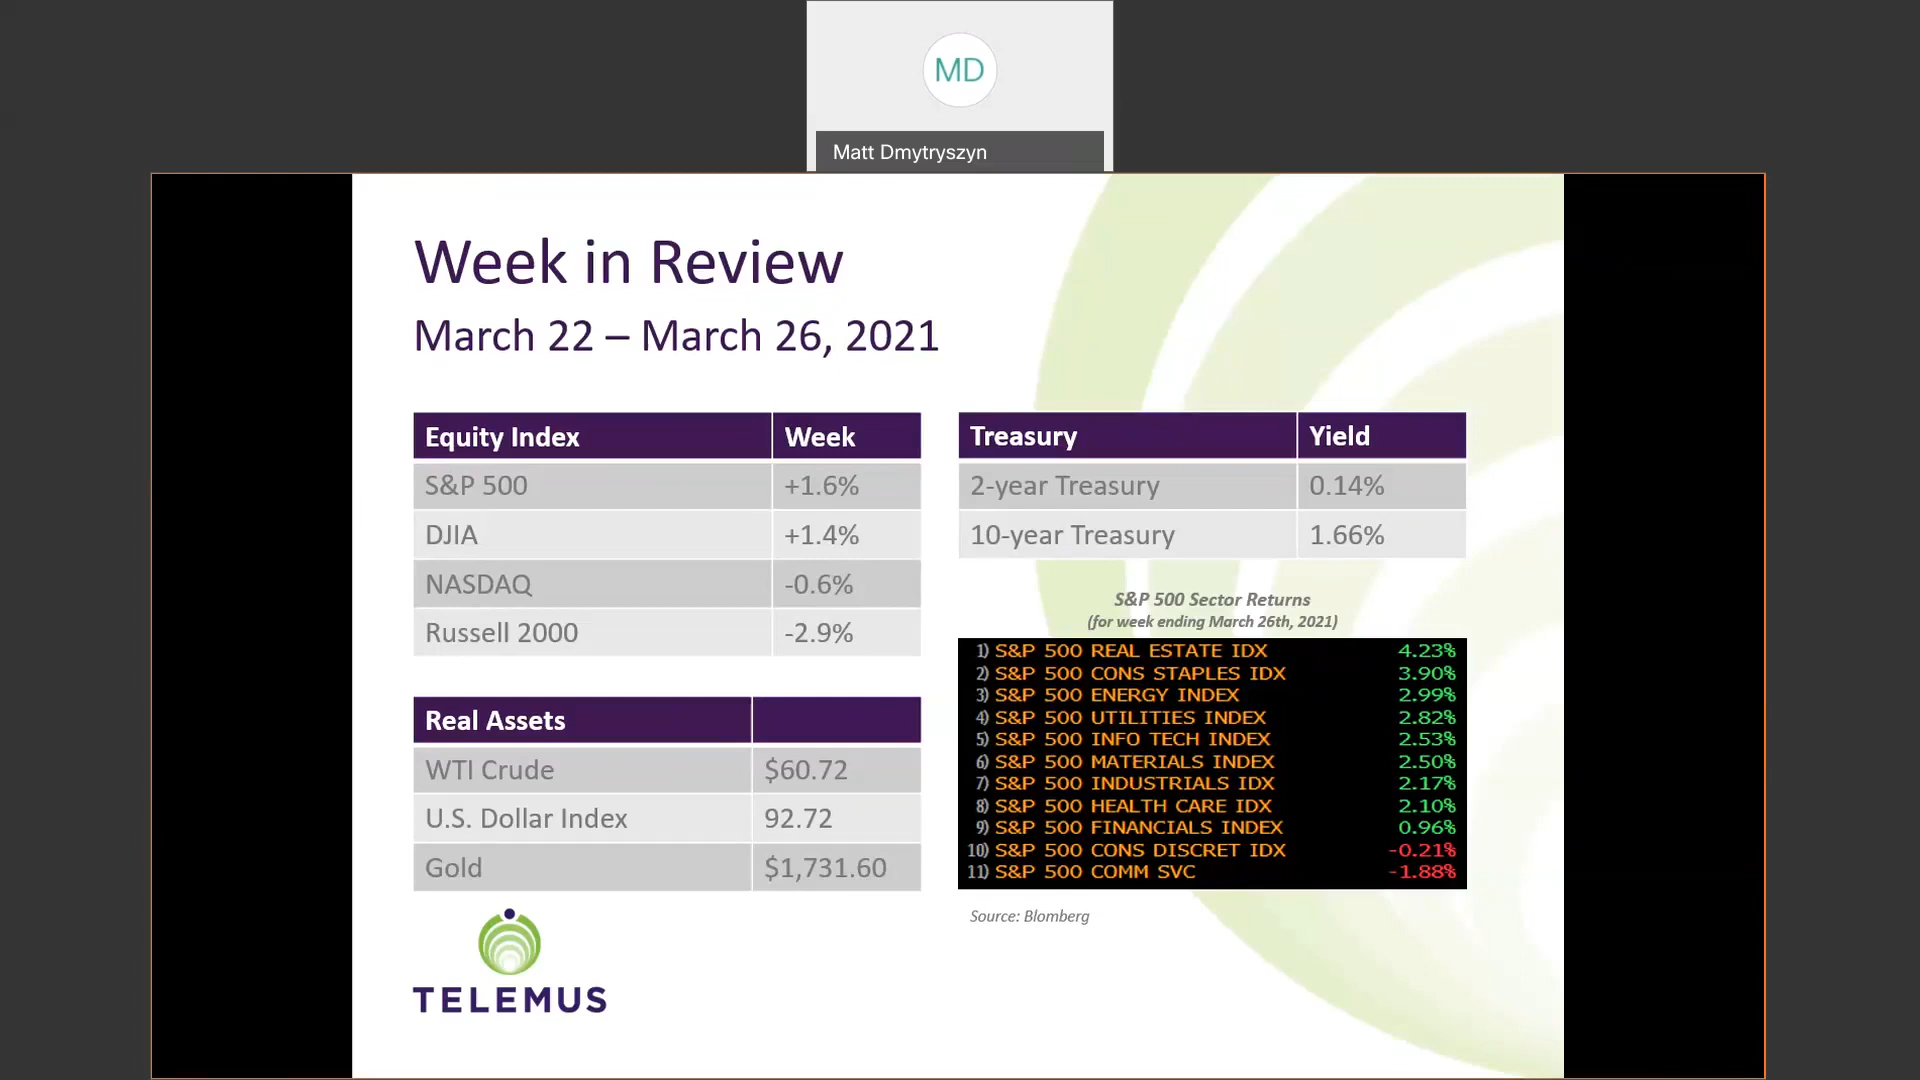 MD
Matt Dmytryszyn
Week in Review
March 22 – March 26, 2021
Equity Index Week
S&P 500 +1.6%
DJIA +1.4%
NASDAQ -0.6%
Russell 2000 -2.9%
Real Assets
WTI Crude $60.72
U.S. Dollar Index 92.72
Gold $1,731.60
Treasury Yield
2-year Treasury 0.14%
10-year Treasury 1.66%
S&P 500 Sector Returns
(for week ending March 26th, 2021)
1) S&P 500 REAL ESTATE IDX 4.23%
2) S&P 500 CONS STAPLES IDX 3.90%
3) S&P 500 ENERGY INDEX 2.99%
4) S&P 500 UTILITIES INDEX 2.82%
5) S&P 500 INFO TECH INDEX 2.53%
6) S&P 500 MATERIALS INDEX 2.50%
7) S&P 500 INDUSTRIALS IDX 2.17%
8) S&P 500 HEALTH CARE IDX 2.10%
9) S&P 500 FINANCIALS INDEX 0.96%
10) S&P 500 CONS DISCRET IDX -0.21%
11) S&P 500 COMM SVC -1.88%
Source: Blomberg
TELEMUS